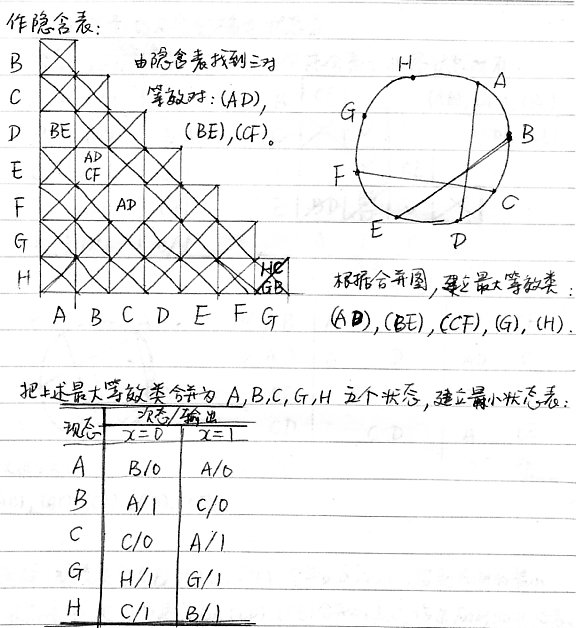 作隐含表:
B
C
D BE
E AD
CF
F AD
G
H HC
GB
A B C D E F G
由隐含表找到三对
等效对: (AD),
(BE),(CF)。
H
A
G
B
F
C
E
D
根据合并图,建立最大等效类:
(AD),(BE),(CF),(G),(H).
把上述最大等效类合并为A,B,C,G,H五个状态,建立最小状态表:
现态 次态/输出
x=0 x=1
A B/0 A/0
B A/1 C/0
C C/0 A/1
G H/1 G/1
H C/1 B/1